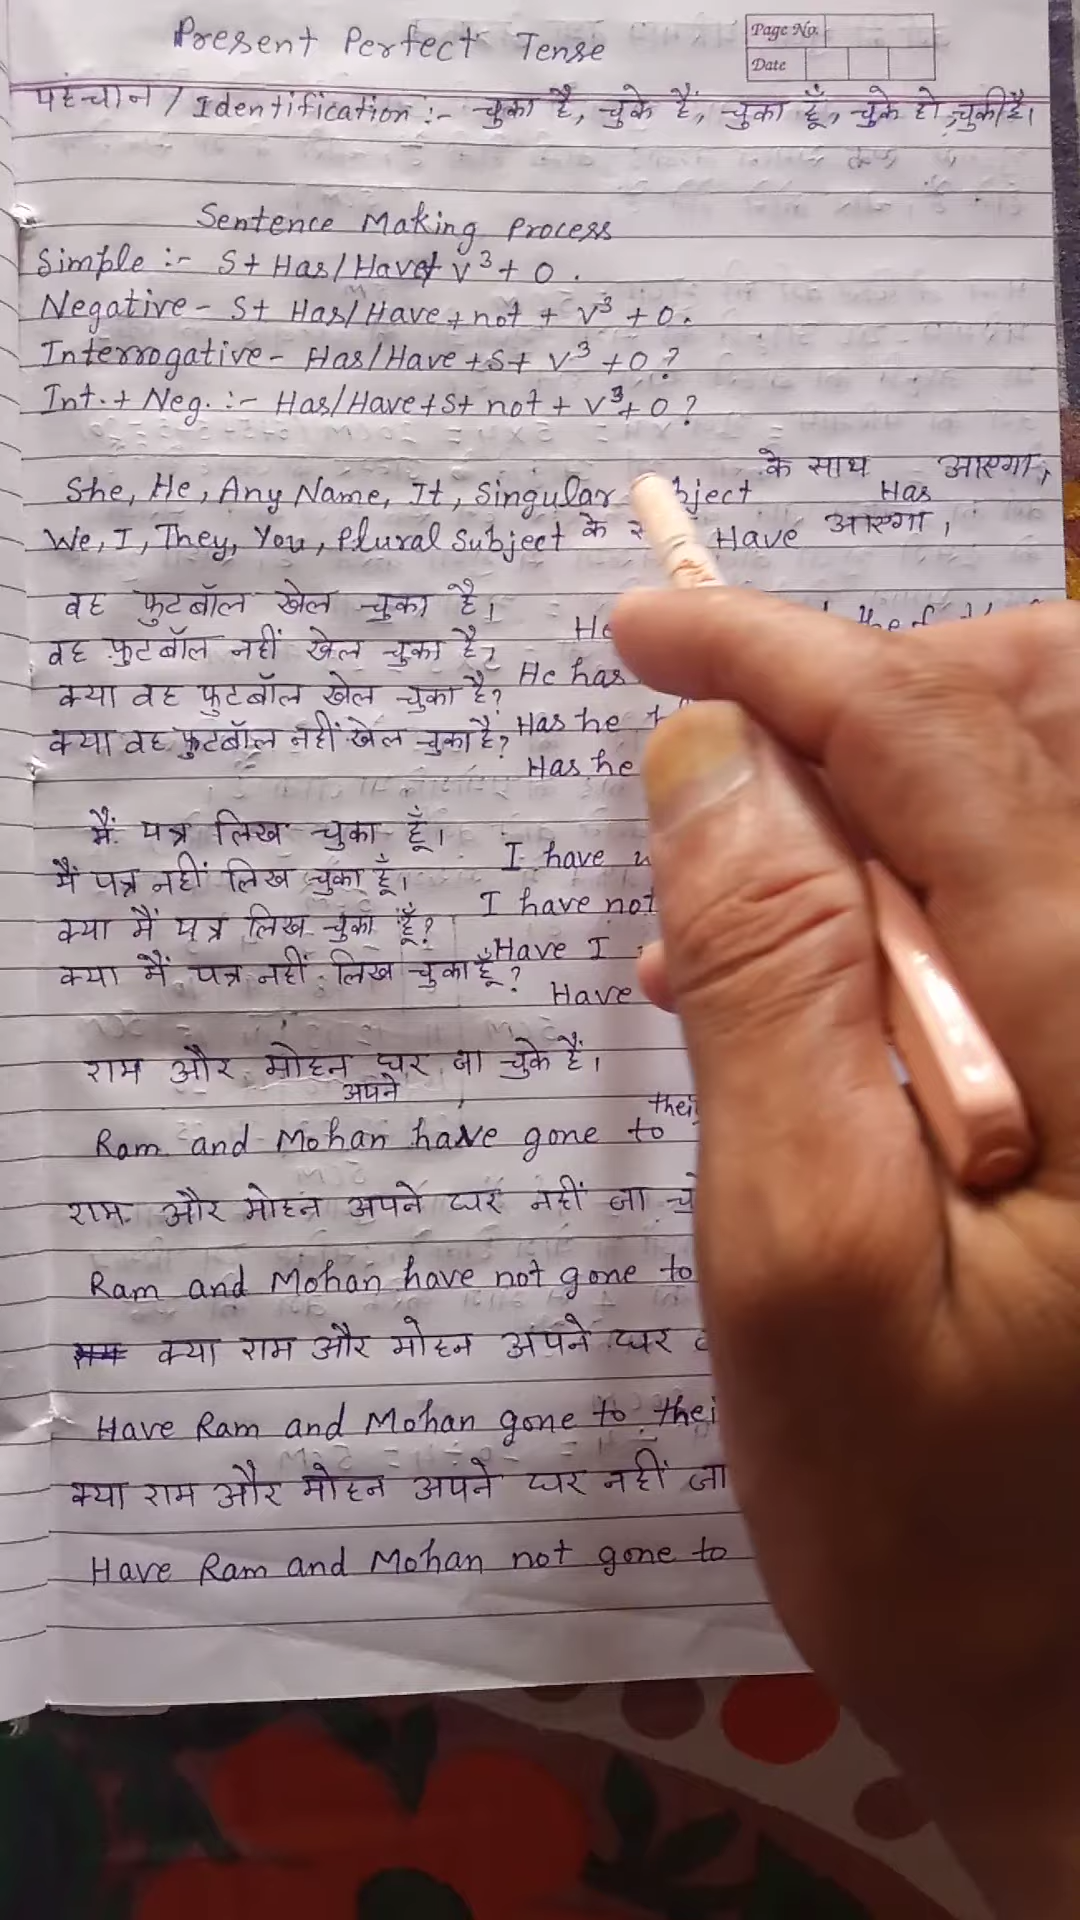 Present Perfect Tense
Page No.
Date
पहचान / Identification :- चुका है, चुके हैं, चुका हूँ, चुके हो, चुकी है।
Sentence Making Process
Simple :- S + Has/Have + V³ + O.
Negative - S + Has/Have + not + V³ + O.
Interrogative - Has/Have + S + V³ + O?
Int. + Neg. :- Has/Have + S + not + V³ + O?
She, He, Any Name, It, Singular के साथ Has आएगा,
We, I, They, You, Plural Subject के Have आएगा,
वह फुटबॉल खेल चुका है।
He
वह फुटबॉल नहीं खेल चुका है?
He has
क्या वह फुटबॉल खेल चुका है?
Has he
क्या वह फुटबॉल नहीं खेल चुका है?
Has he
मैं पत्र लिख चुका हूँ।
I have
मैं पत्र नहीं लिख चुका हूँ।
I have not
क्या मैं पत्र लिख चुका हूँ?
Have I
क्या मैं पत्र नहीं लिख चुका हूँ?
Have
राम और मोहन घर जा चुके हैं।
अपने
Ram and Mohan have gone to
राम और मोहन अपने घर नहीं जा
Ram and Mohan have not gone to
क्या राम और मोहन अपने घर
Have Ram and Mohan gone to
क्या राम और मोहन अपने घर नहीं जा
Have Ram and Mohan not gone to